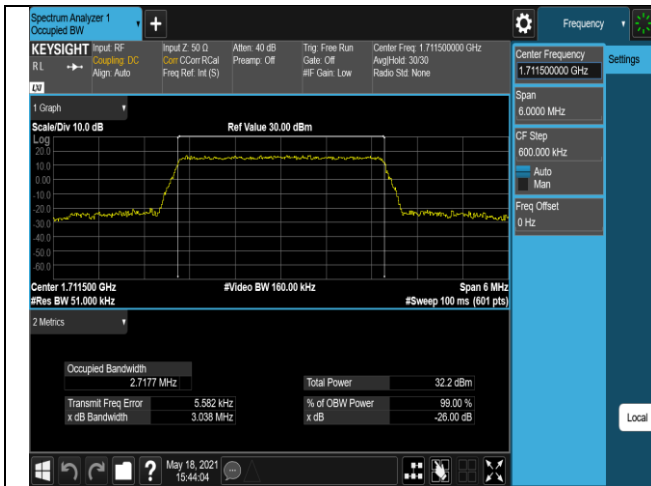 Spectrum Analyzer 1
Occupied BW
+
Frequency
KEYSIGHT Input: RF Input Z: 50 Ω Atten: 40 dB Trig: Free Run Center Freq: 1.711500000 GHz
RL Coupling: DC Corr CCorr RCal Preamp: Off Gate: Off Avg|Hold: 30/30
Align: Auto Freq Ref: Int (S) #IF Gain: Low Radio Std: None
LXI
Center Frequency
1.711500000 GHz
Settings
Span
6.0000 MHz
CF Step
600.000 kHz
Auto
Man
Freq Offset
0 Hz
1 Graph
Scale/Div 10.0 dB Ref Value 30.00 dBm
Log
20.0
10.0
0.00
-10.0
-20.0
-30.0
-40.0
-50.0
-60.0
Center 1.711500 GHz #Video BW 160.00 kHz Span 6 MHz
#Res BW 51.000 kHz #Sweep 100 ms (601 pts)
2 Metrics
Occupied Bandwidth
2.7177 MHz Total Power 32.2 dBm
Transmit Freq Error 5.582 kHz % of OBW Power 99.00 %
x dB Bandwidth 3.038 MHz x dB -26.00 dB
Local
? May 18, 2021
15:44:04